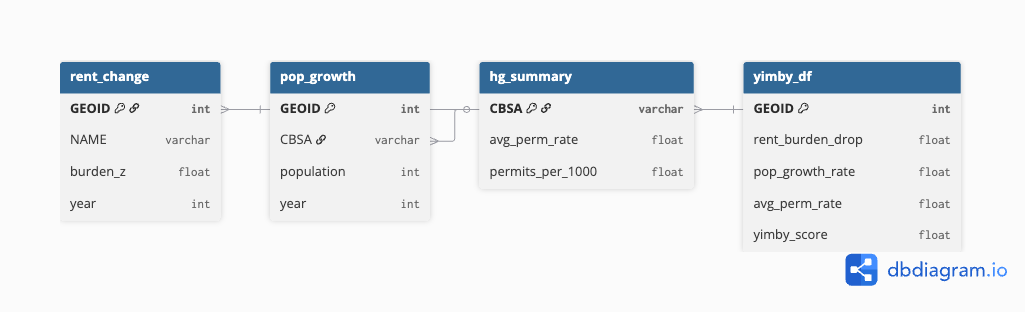 rent_change
GEOID int
NAME varchar
burden_z float
year int
pop_growth
GEOID int
CBSA varchar
population int
year int
hg_summary
CBSA varchar
avg_perm_rate float
permits_per_1000 float
yimby_df
GEOID int
rent_burden_drop float
pop_growth_rate float
avg_perm_rate float
yimby_score float
dbdiagram.io